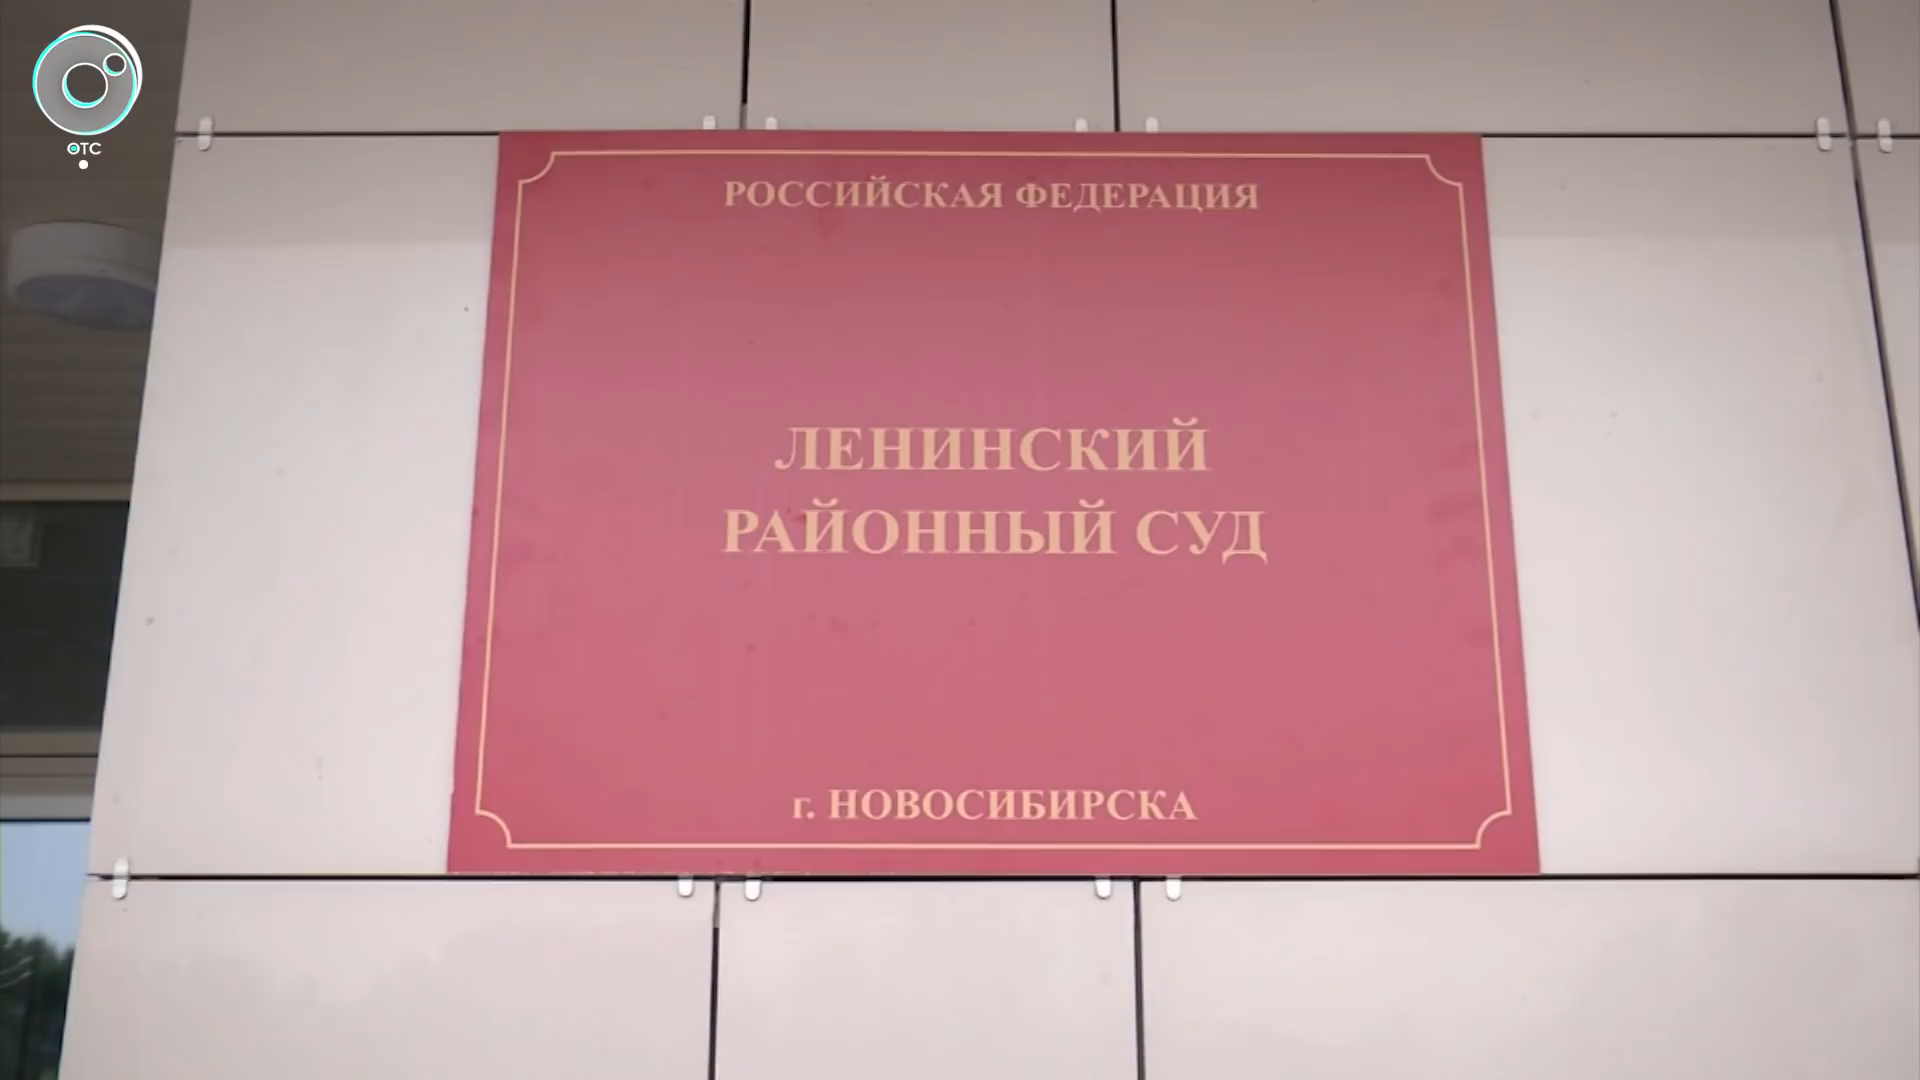 ОТС
РОССИЙСКАЯ ФЕДЕРАЦИЯ
ЛЕНИНСКИЙ
РАЙОННЫЙ СУД
г. НОВОСИБИРСКА